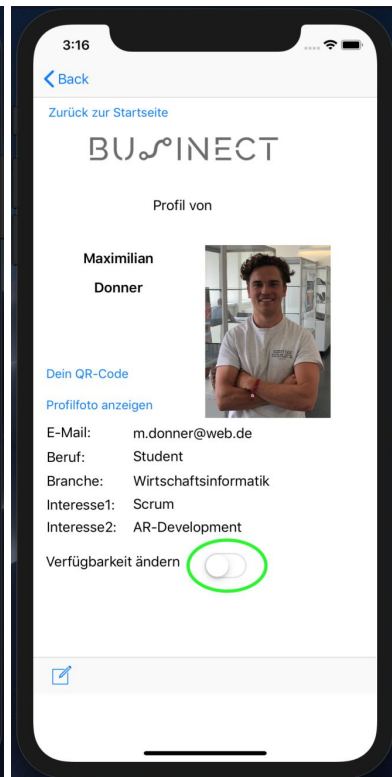 3:16
Back
Zurück zur Startseite
BUSINECT
Profil von
Maximilian
Donner
Dein QR-Code
Profilfoto anzeigen
E-Mail: m.donner@web.de
Beruf: Student
Branche: Wirtschaftsinformatik
Interesse1: Scrum
Interesse2: AR-Development
Verfügbarkeit ändern